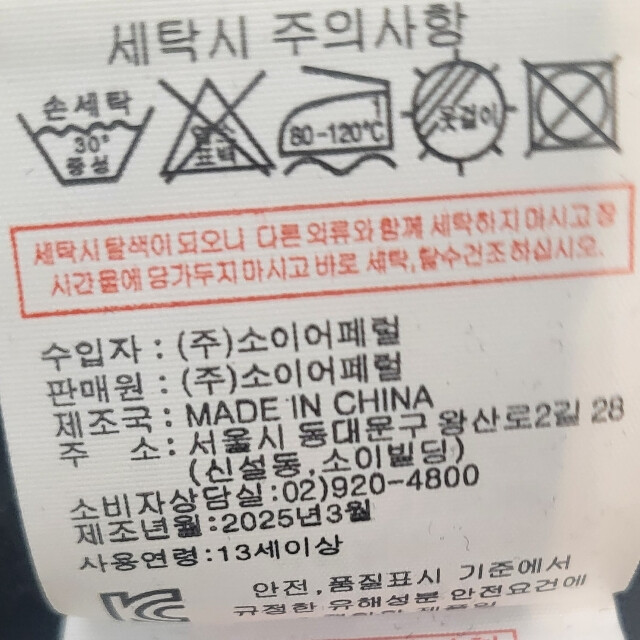 세탁시 주의사항
손세탁
30°
중성
염소
표백
1
80-120℃
옷걸이
세탁시 탈색이 되오니 다른 의류와 함께 세탁하지 마시고 장
시간 물에 담가두지 마시고 바로 세탁, 탈수건조 하십시오.
수입자 : (주)소이어패럴
판매원 : (주)소이어패럴
제조국 : MADE IN CHINA
주 소 : 서울시 동대문구 왕산로2길 28
(신설동, 소이빌딩)
소비자상담실:02)920-4800
제조년월:2025년3월
사용연령:13세이상
안전, 품질표시 기준에서
규정한 유해성분 안전요건에